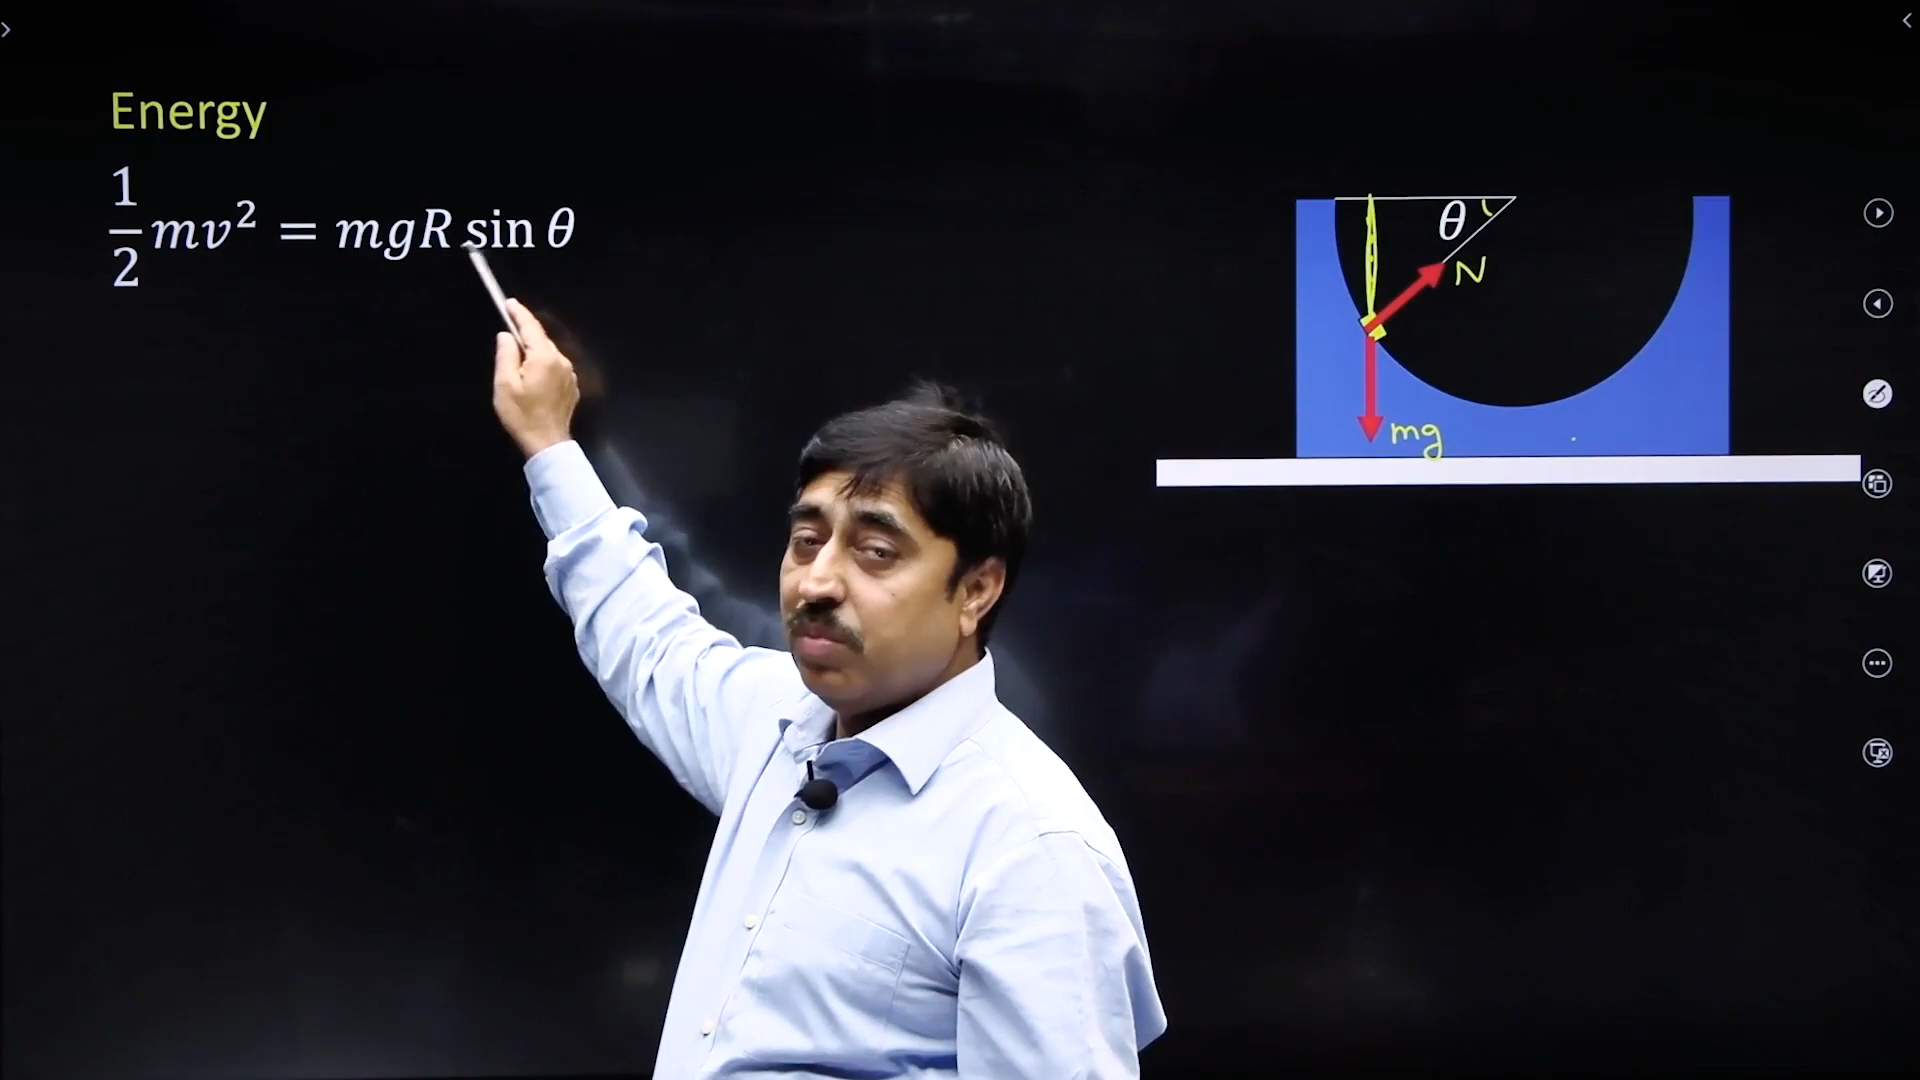 Energy
1/2 mv² = mgR sin θ
θ
N
mg